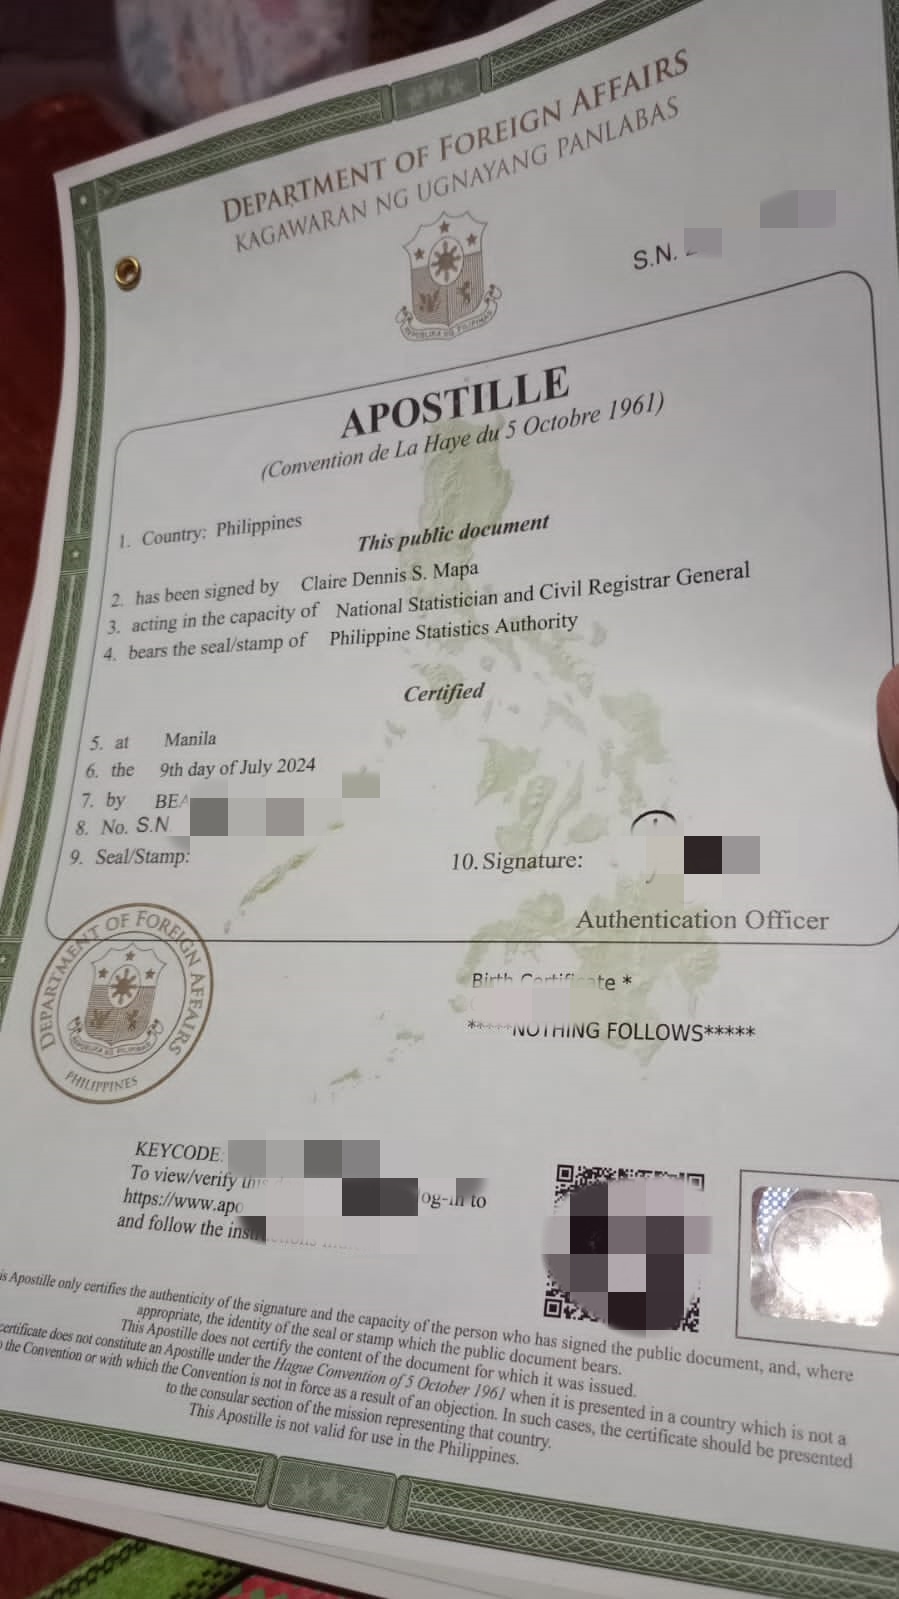 DEPARTMENT OF FOREIGN AFFAIRS
KAGAWARAN NG UGNAYANG PANLABAS
REPUBLIKA NG PILIPINAS
S.N.
APOSTILLE
(Convention de La Haye du 5 Octobre 1961)
1. Country: Philippines
This public document
2. has been signed by Claire Dennis S. Mapa
3. acting in the capacity of National Statistician and Civil Registrar General
4. bears the seal/stamp of Philippine Statistics Authority
Certified
5. at Manila
6. the 9th day of July 2024
7. by
8. No. S.N
9. Seal/Stamp:
10. Signature:
Authentication Officer
DEPARTMENT OF FOREIGN AFFAIRS
PHILIPPINES
Birth Certificate *
NOTHING FOLLOWS*****
KEYCODE:
To view/verify
https://www.apo
to
and follow the
Apostille only certifies the authenticity of the signature and the capacity of the person who has signed the public document, and, where
appropriate, the identity of the seal or stamp which the public document bears.
This Apostille does not certify the content of the document for which it was issued.
certificate does not constitute an Apostille under the Hague Convention of 5 October 1961 when it is presented in a country which is not a
the Convention or with which the Convention is not in force as a result of an objection. In such cases, the certificate should be presented
to the consular section of the mission representing that country.
This Apostille is not valid for use in the Philippines.